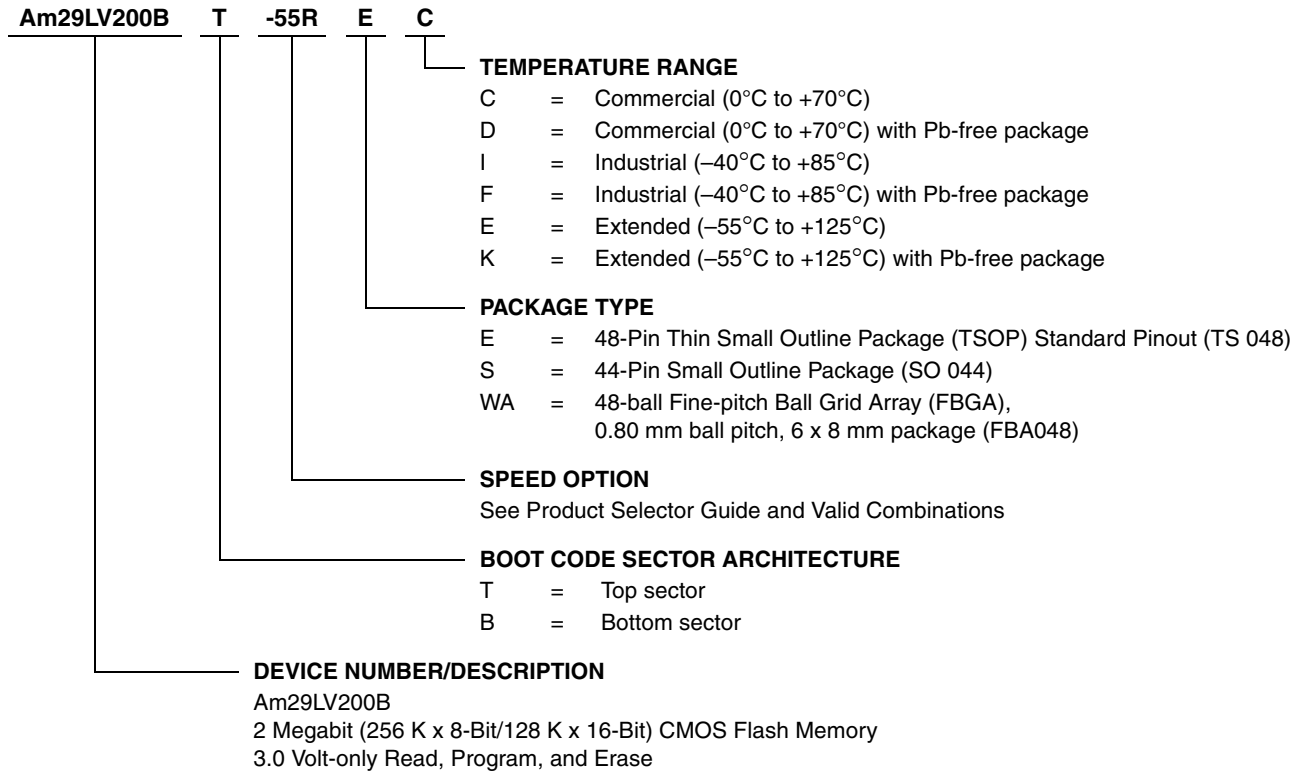 Am29LV200B T -55R E C
TEMPERATURE RANGE
C = Commercial (0°C to +70°C)
D = Commercial (0°C to +70°C) with Pb-free package
I = Industrial (–40°C to +85°C)
F = Industrial (–40°C to +85°C) with Pb-free package
E = Extended (–55°C to +125°C)
K = Extended (–55°C to +125°C) with Pb-free package
PACKAGE TYPE
E = 48-Pin Thin Small Outline Package (TSOP) Standard Pinout (TS 048)
S = 44-Pin Small Outline Package (SO 044)
WA = 48-ball Fine-pitch Ball Grid Array (FBGA),
0.80 mm ball pitch, 6 x 8 mm package (FBA048)
SPEED OPTION
See Product Selector Guide and Valid Combinations
BOOT CODE SECTOR ARCHITECTURE
T = Top sector
B = Bottom sector
DEVICE NUMBER/DESCRIPTION
Am29LV200B
2 Megabit (256 K x 8-Bit/128 K x 16-Bit) CMOS Flash Memory
3.0 Volt-only Read, Program, and Erase